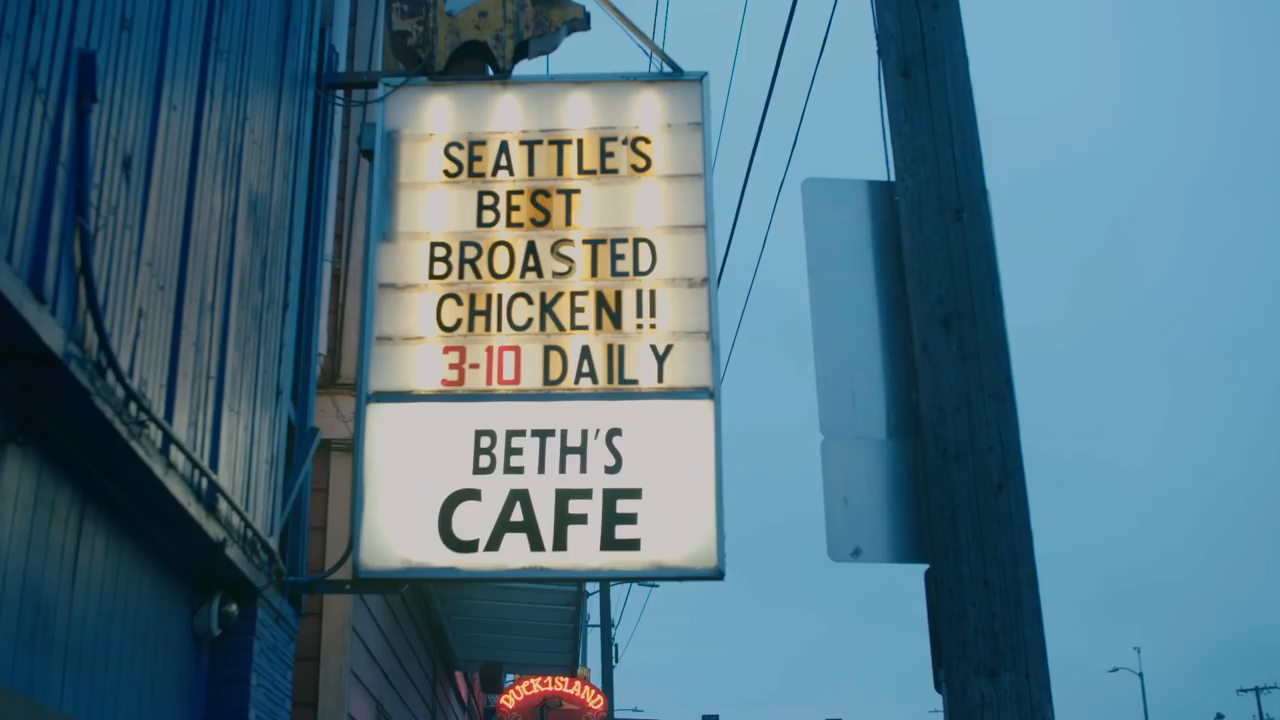 SEATTLE'S
BEST
BROASTED
CHICKEN!!
3-10 DAILY
BETH'S
CAFE
DUCK ISLAND